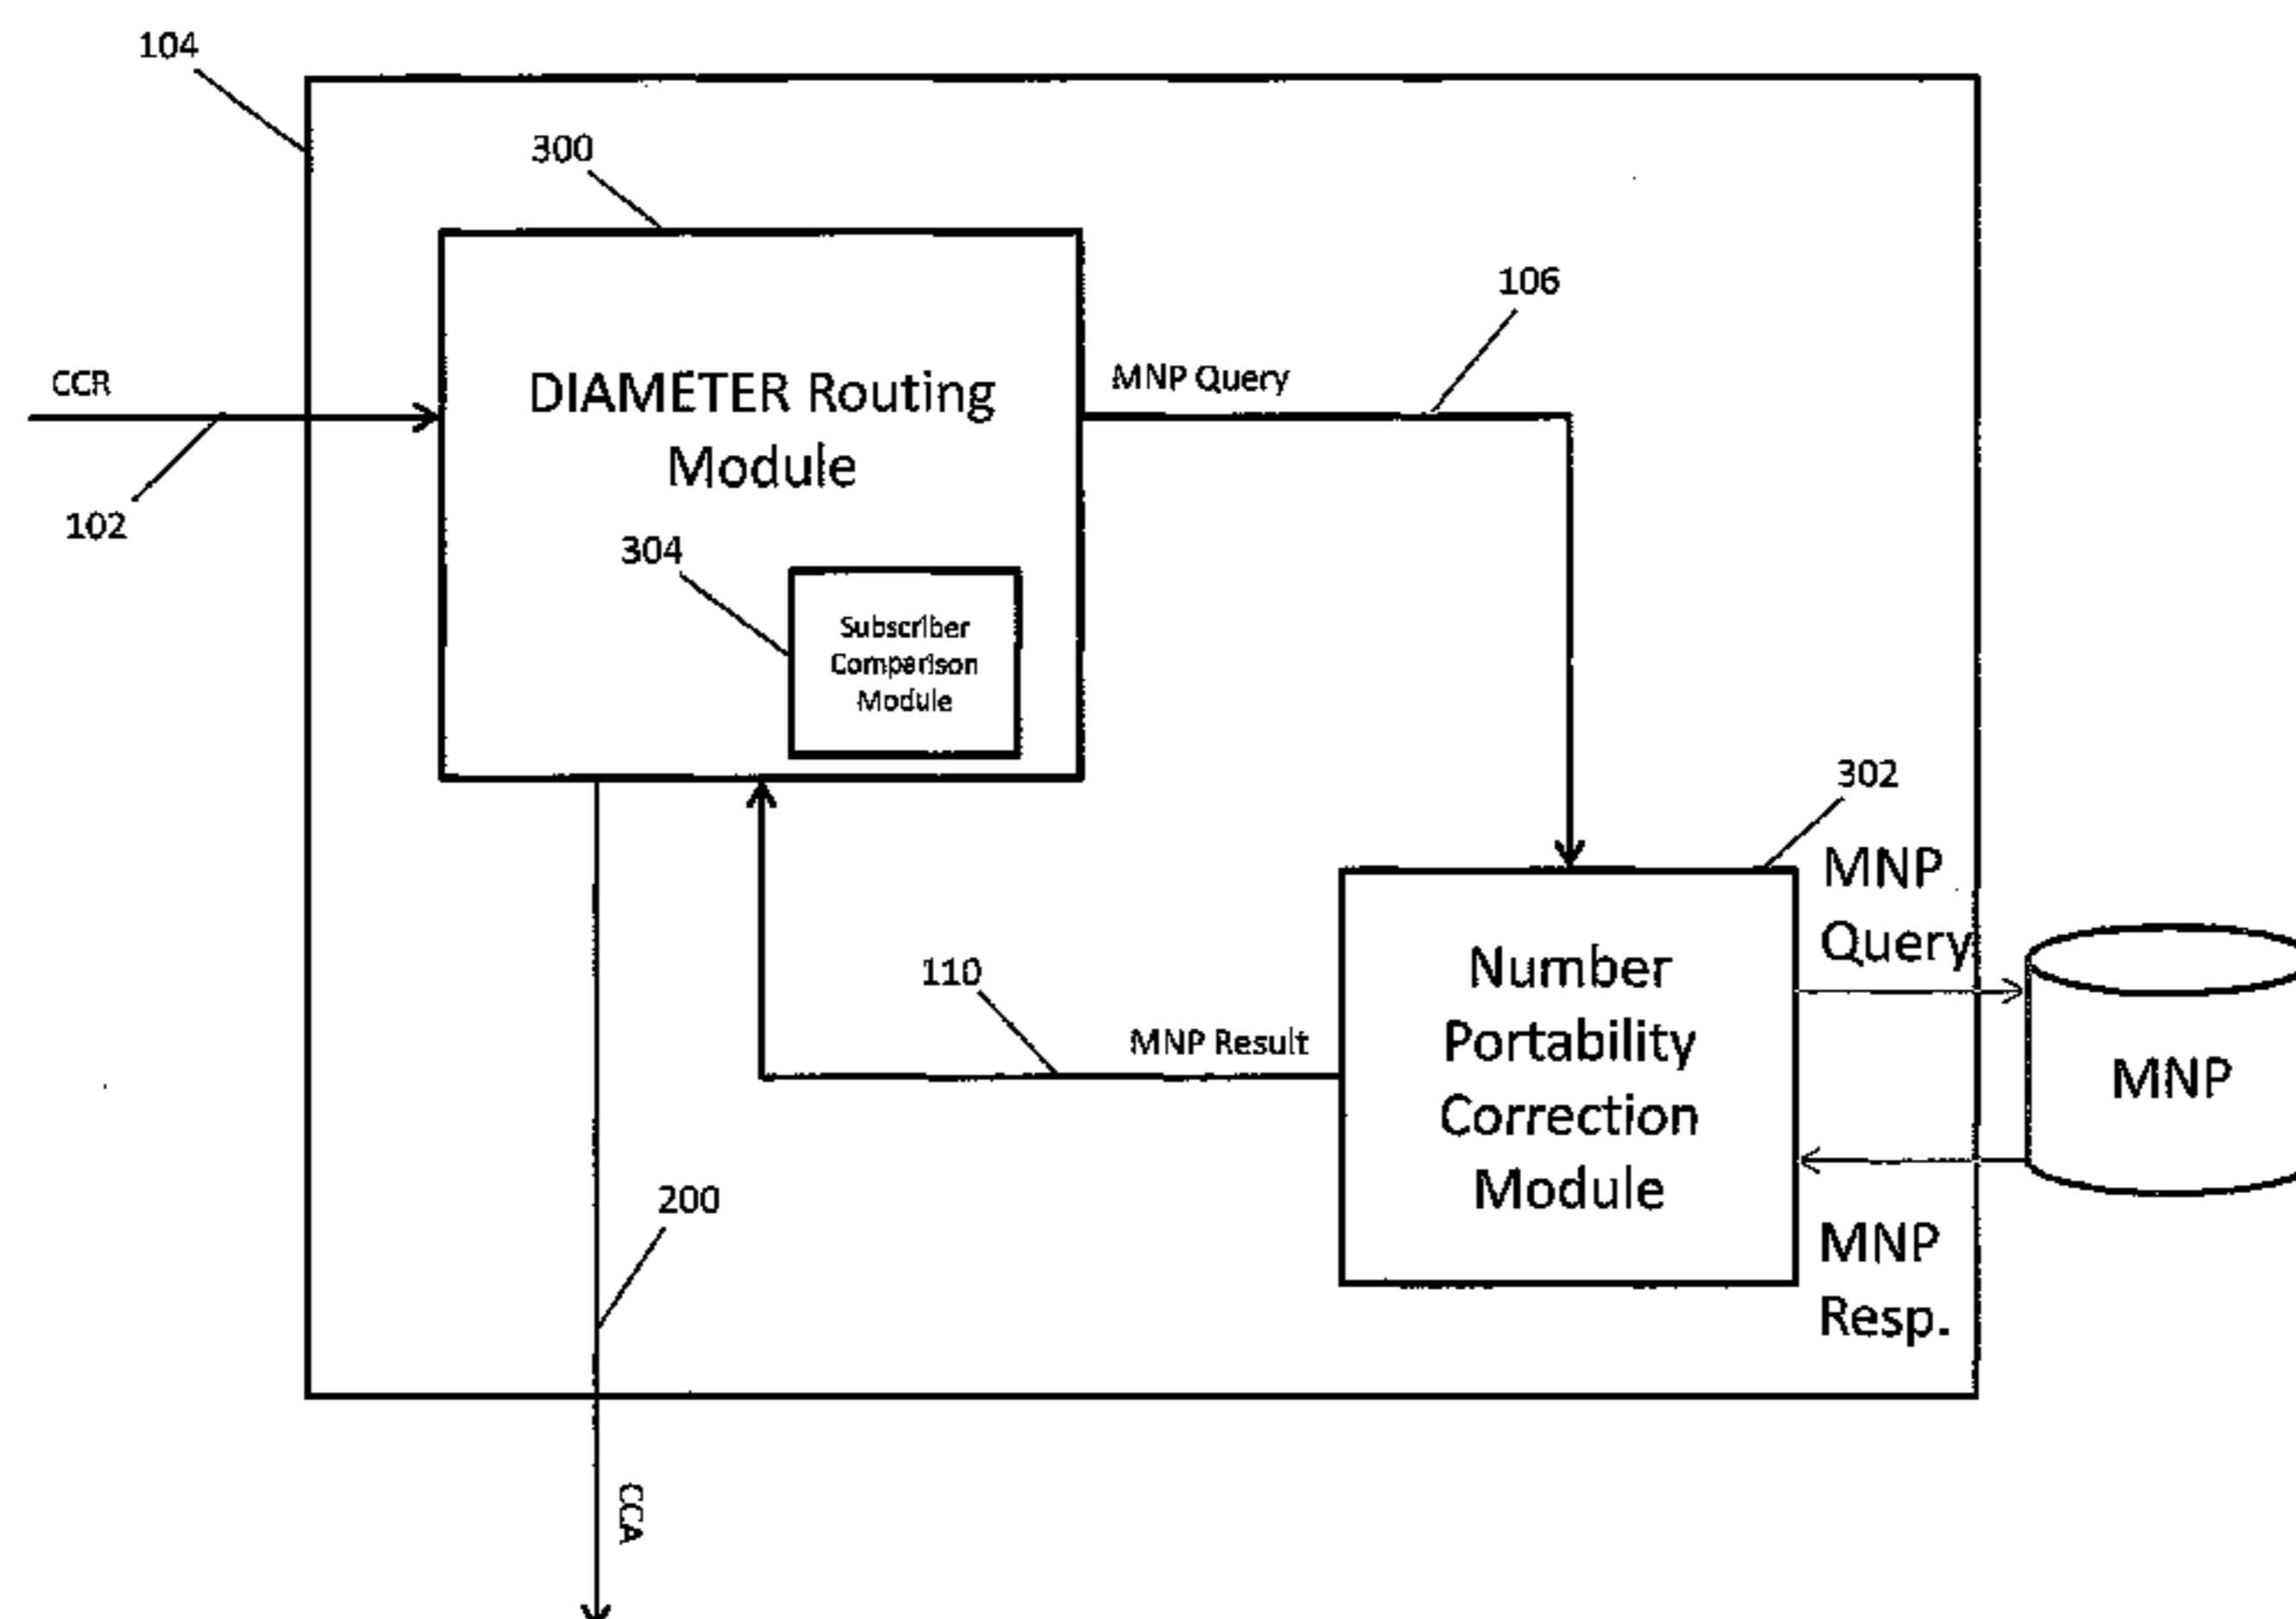 104
300
106
CCR
MNP Query
DIAMETER Routing
Module
102
304
Subscriber
Comparison
Module
302
MNP
Query
Number
Portability
Correction
Module
110
MNP Result
MNP
200
MNP
Resp.
CCA